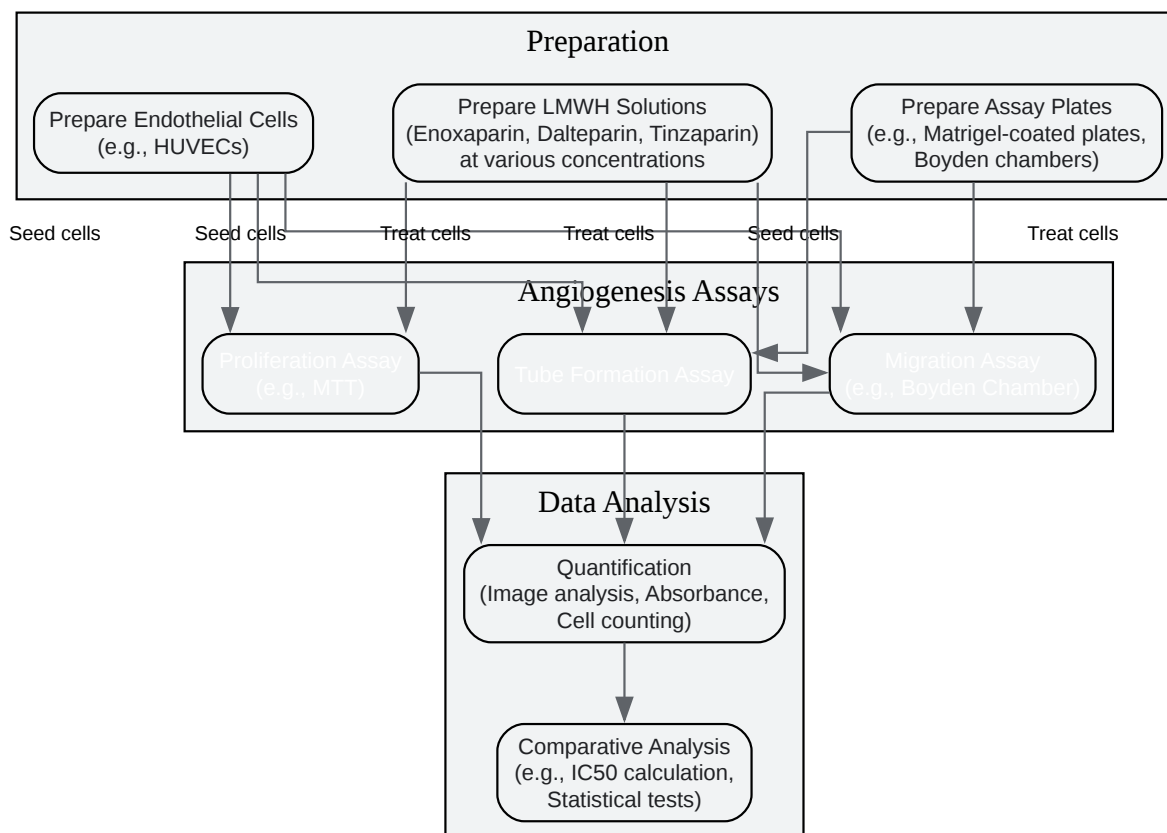 Preparation
Prepare Endothelial Cells
(e.g., HUVECs)
Prepare LMWH Solutions
(Enoxaparin, Dalteparin, Tinzaparin)
at various concentrations
Prepare Assay Plates
(e.g., Matrigel-coated plates,
Boyden chambers)
Seed cells
Seed cells
Treat cells
Treat cells
Seed cells
Treat cells
Angiogenesis Assays
Proliferation Assay
(e.g., MTT)
Tube Formation Assay
Migration Assay
(e.g., Boyden Chamber)
Data Analysis
Quantification
(Image analysis, Absorbance,
Cell counting)
Comparative Analysis
(e.g., IC50 calculation,
Statistical tests)